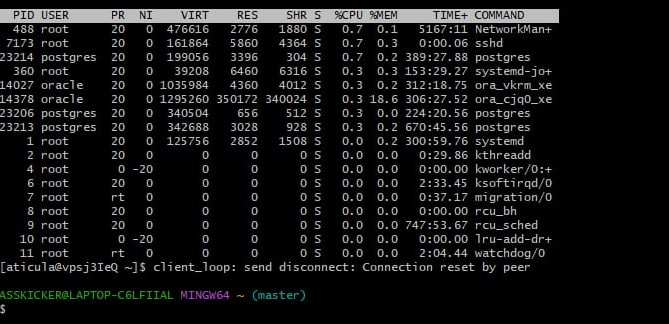 PID USER PR NI VIRT RES SHR S %CPU %MEM TIME+ COMMAND
488 root 20 0 476616 2776 1880 S 0.7 0.1 5167:11 NetworkMan+
7173 root 20 0 161864 5860 4364 S 0.7 0.3 0:00.06 sshd
23214 postgres 20 0 199056 3396 304 S 0.7 0.2 389:27.88 postgres
360 root 20 0 39208 6460 6316 S 0.3 0.3 153:29.27 systemd-jo+
14027 oracle 20 0 1035984 4360 4012 S 0.3 0.2 312:18.75 ora_vkrm_xe
14378 oracle 20 0 1295260 350172 340024 S 0.3 18.6 306:27.52 ora_cjq0_xe
23206 postgres 20 0 340504 656 512 S 0.3 0.0 224:20.56 postgres
23213 postgres 20 0 342688 3028 928 S 0.3 0.2 670:45.56 postgres
1 root 20 0 125756 2852 1508 S 0.0 0.2 300:59.76 systemd
2 root 20 0 0 0 0 S 0.0 0.0 0:29.86 kthreadd
4 root 0 -20 0 0 0 S 0.0 0.0 0:00.00 kworker/0:+
6 root 20 0 0 0 0 S 0.0 0.0 2:33.45 ksoftirqd/0
7 root rt 0 0 0 0 S 0.0 0.0 0:37.17 migration/0
8 root 20 0 0 0 0 S 0.0 0.0 0:00.00 rcu_bh
9 root 20 0 0 0 0 S 0.0 0.0 747:53.67 rcu_sched
10 root 0 -20 0 0 0 S 0.0 0.0 0:00.00 lru-add-dr+
11 root rt 0 0 0 0 S 0.0 0.0 2:04.44 watchdog/0
[aticula@vpsj3IeQ ~]$ client_loop: send disconnect: Connection reset by peer
ASSKICKER@LAPTOP-C6LFIIAL MINGW64 ~ (master)
$